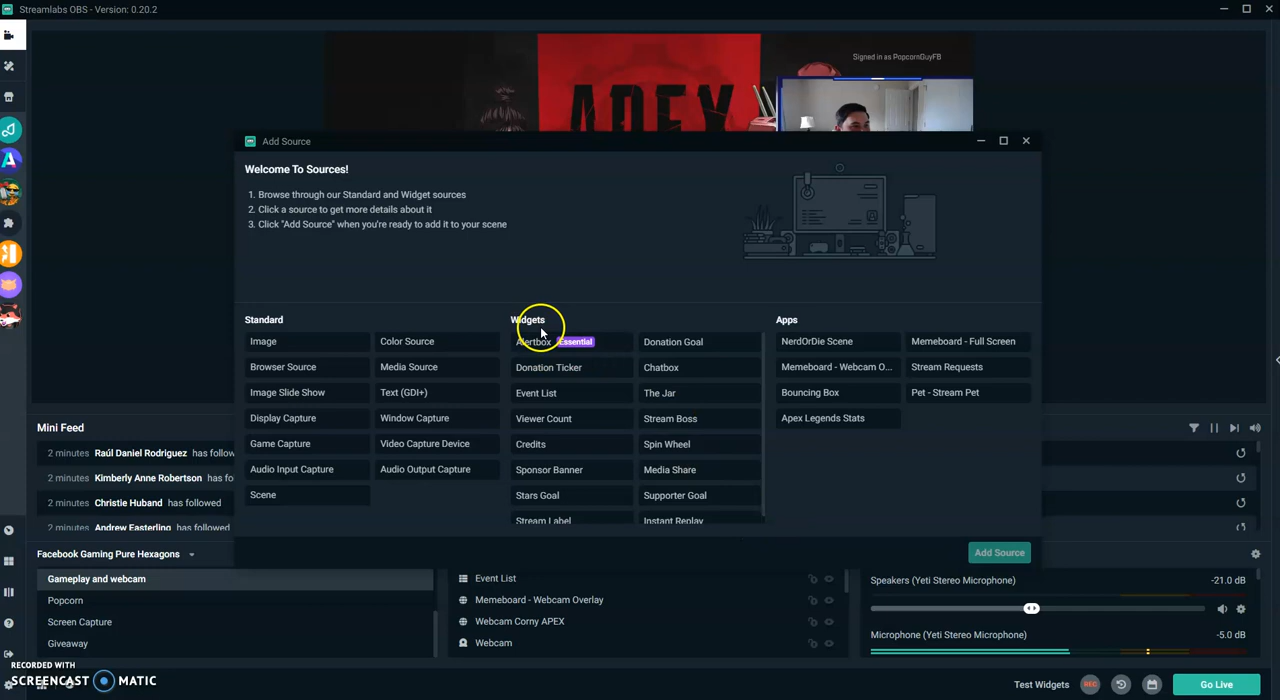 Streamlabs OBS - Version: 0.20.2
Signed in as PopcornGuyFB
APEX
Add Source
Welcome To Sources!
1. Browse through our Standard and Widget sources
2. Click a source to get more details about it
3. Click "Add Source" when you're ready to add it to your scene
Standard
Image
Color Source
Browser Source
Media Source
Image Slide Show
Text (GDI+)
Display Capture
Window Capture
Game Capture
Video Capture Device
Audio Input Capture
Audio Output Capture
Scene
Widgets
Alertbox Essential
Donation Goal
Donation Ticker
Chatbox
Event List
The Jar
Viewer Count
Stream Boss
Credits
Spin Wheel
Sponsor Banner
Media Share
Stars Goal
Supporter Goal
Stream Label
Instant Replay
Apps
NerdOrDie Scene
Memeboard - Full Screen
Memeboard - Webcam O...
Stream Requests
Bouncing Box
Pet - Stream Pet
Apex Legends Stats
Add Source
Mini Feed
2 minutes Raúl Daniel Rodriguez has follow
2 minutes Kimberly Anne Robertson has fo
2 minutes Christie Huband has followed
2 minutes Andrew Easterling has followed
Facebook Gaming Pure Hexagons
Gameplay and webcam
Popcorn
Screen Capture
Giveaway
Event List
Memeboard - Webcam Overlay
Webcam Corny APEX
Webcam
Speakers (Yeti Stereo Microphone) -21.0 dB
Microphone (Yeti Stereo Microphone) -5.0 dB
RECORDED WITH
SCREENCAST MATIC
Test Widgets
REC
Go Live